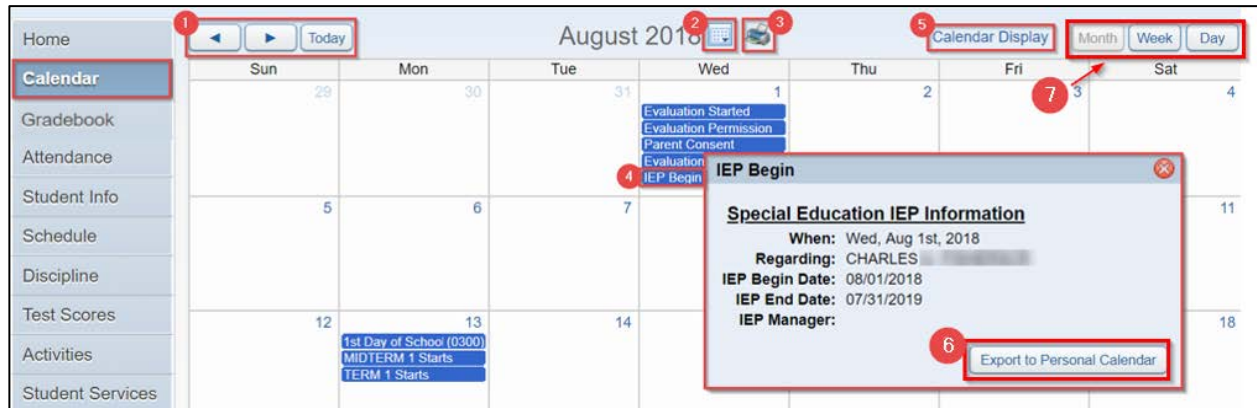 Home
Calendar
Gradebook
Attendance
Student Info
Schedule
Discipline
Test Scores
Activities
Student Services
1
Today
August 2018
2
3
5
Calendar Display
Month Week Day
7
Sun Mon Tue Wed Thu Fri Sat
29 30 31 1 2 3 4
Evaluation Started
Evaluation Permission
Parent Consent
Evaluation
4
IEP Begin
5 6 7 11
12 13 14 18
1st Day of School (0300)
MIDTERM 1 Starts
TERM 1 Starts
IEP Begin
Special Education IEP Information
When: Wed, Aug 1st, 2018
Regarding: CHARLES
IEP Begin Date: 08/01/2018
IEP End Date: 07/31/2019
IEP Manager:
6
Export to Personal Calendar